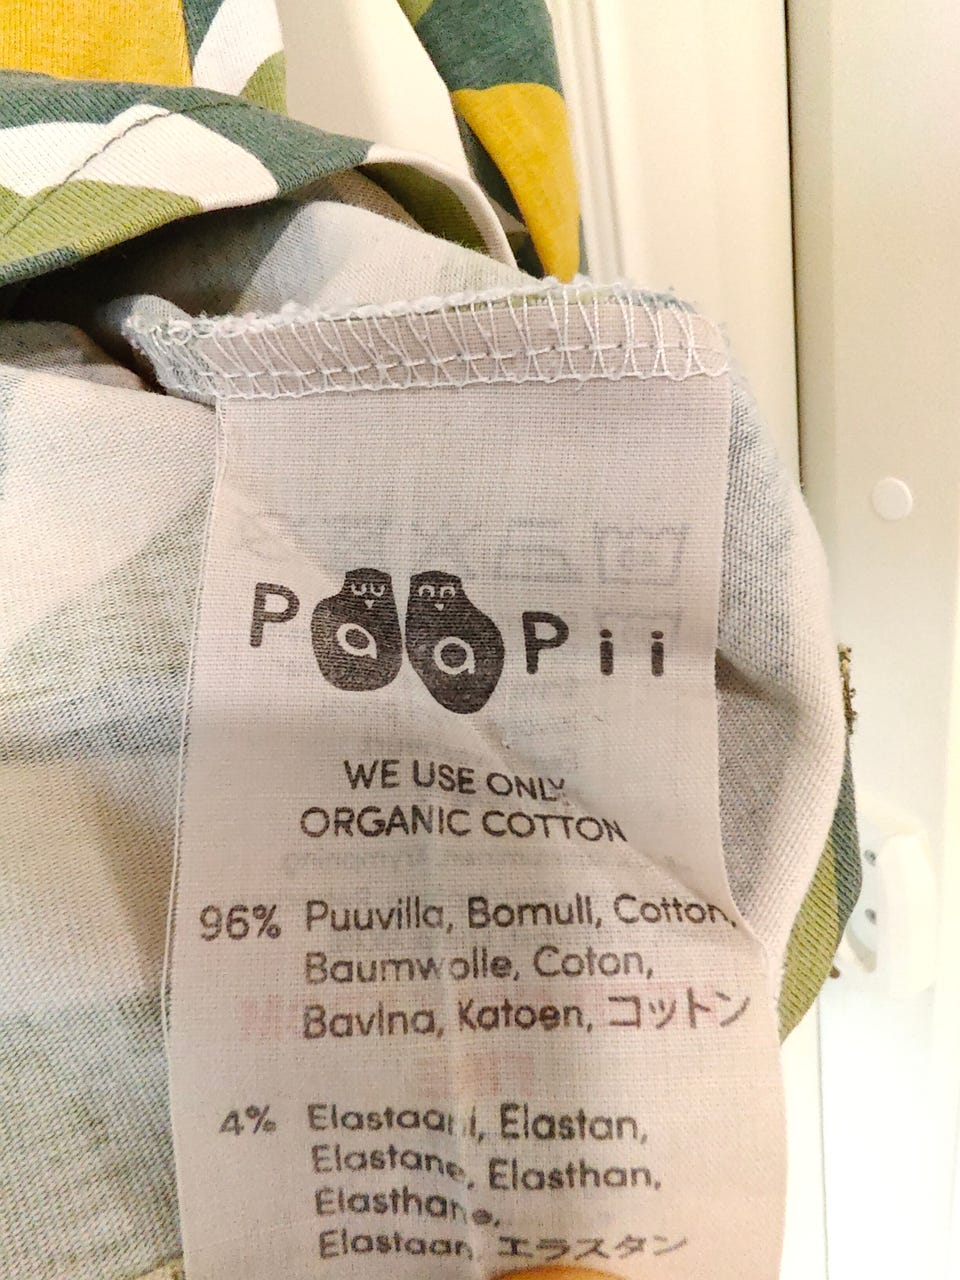 PaaPii
WE USE ONLY
ORGANIC COTTON
96% Puuvilla, Bomull, Cotton,
Baumwolle, Coton,
Bavlna, Katoen, コットン
4% Elastaani, Elastan,
Elastane, Elasthan,
Elasthane,
Elastaan, エラスタン